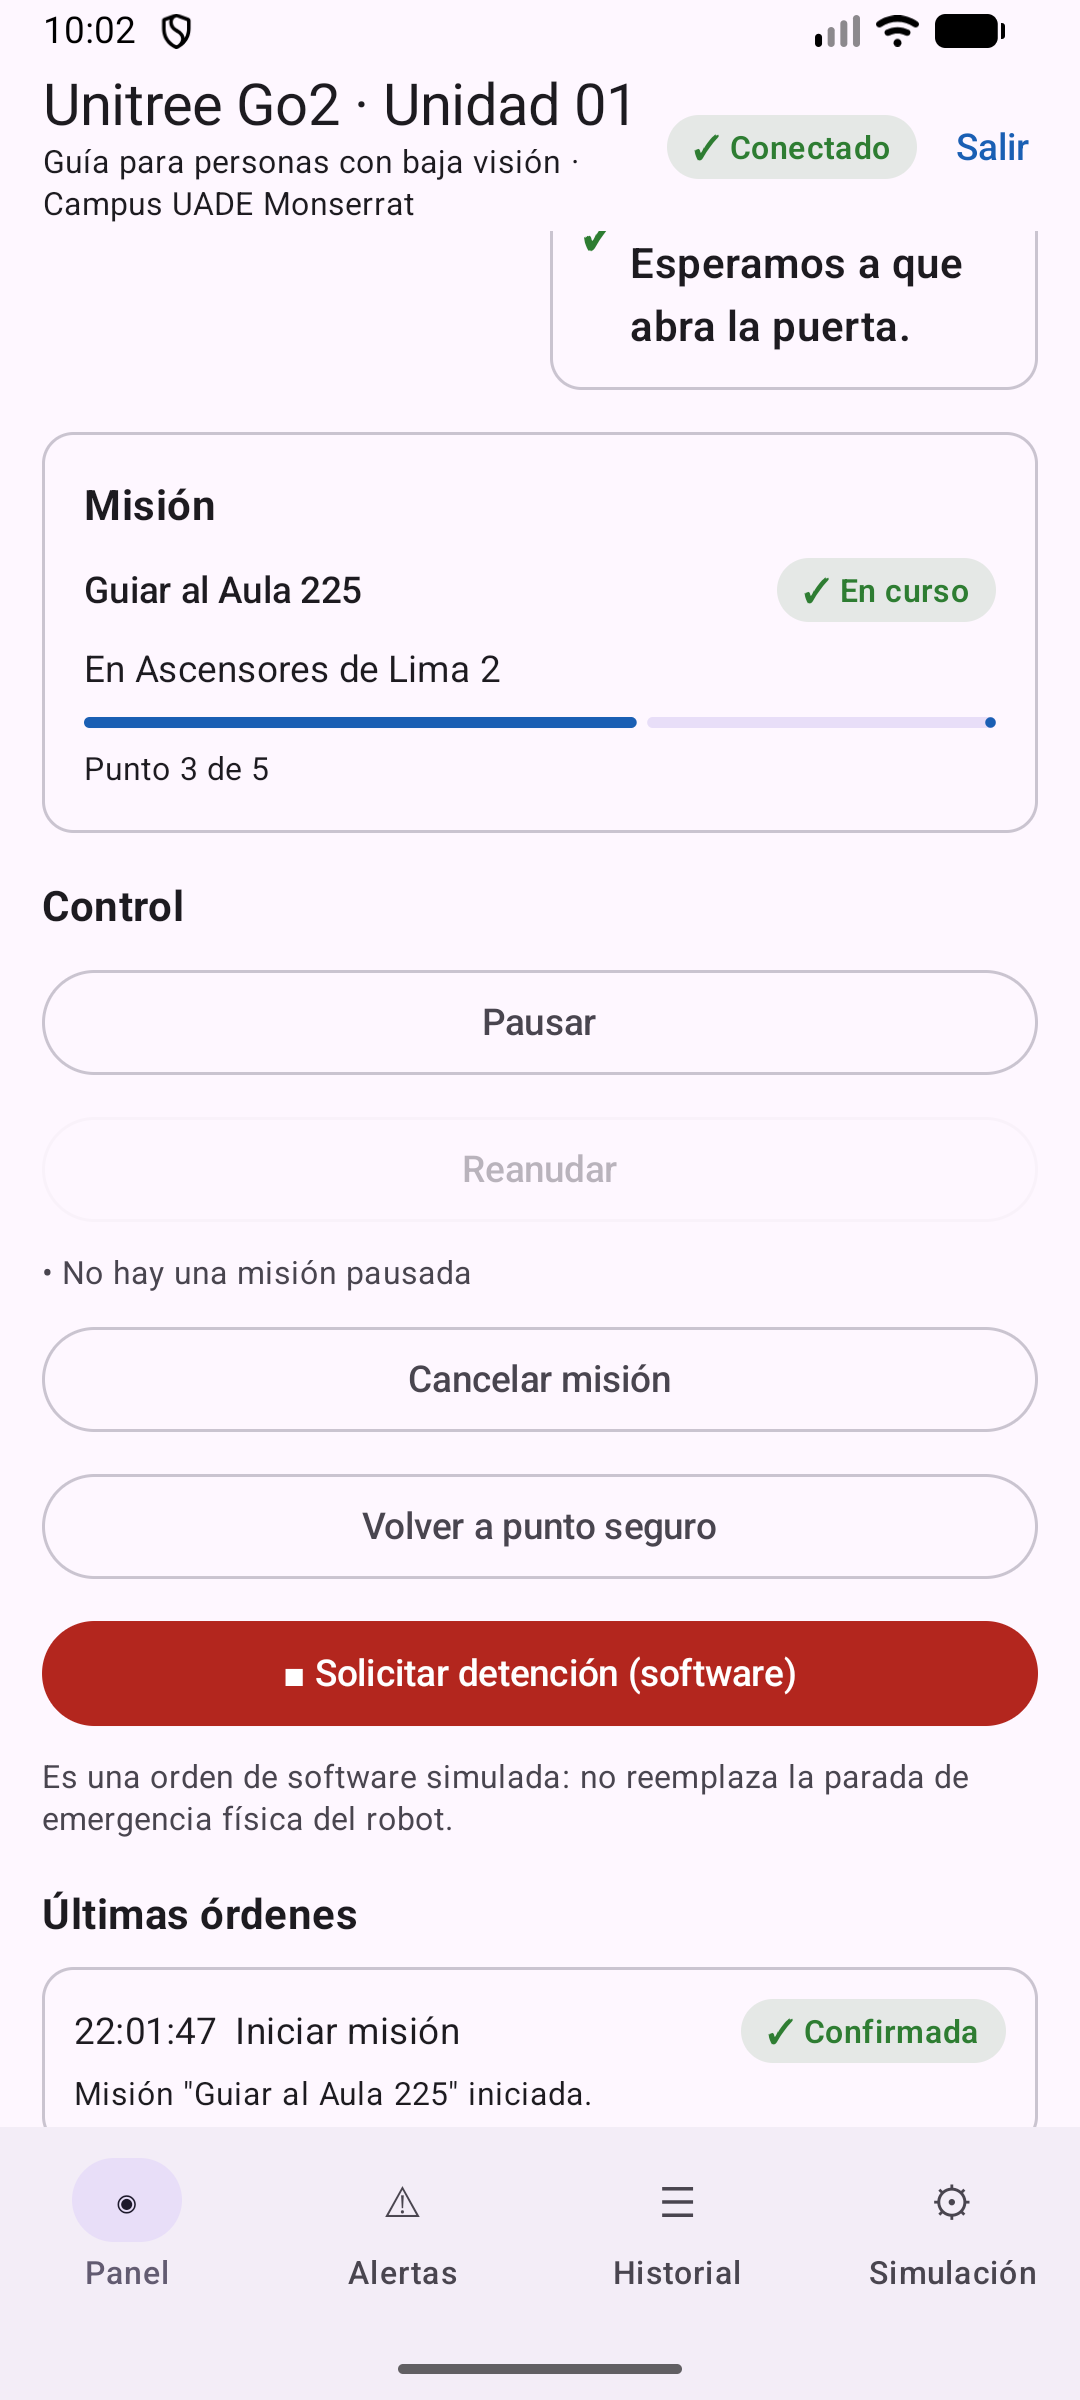 10:02
Unitree Go2 · Unidad 01
Guía para personas con baja visión ·
Campus UADE Monserrat
✓ Conectado
Salir
✓ Esperamos a que
abra la puerta.
Misión
Guiar al Aula 225
✓ En curso
En Ascensores de Lima 2
Punto 3 de 5
Control
Pausar
Reanudar
• No hay una misión pausada
Cancelar misión
Volver a punto seguro
■ Solicitar detención (software)
Es una orden de software simulada: no reemplaza la parada de
emergencia física del robot.
Últimas órdenes
22:01:47 Iniciar misión
✓ Confirmada
Misión "Guiar al Aula 225" iniciada.
Panel
Alertas
Historial
Simulación